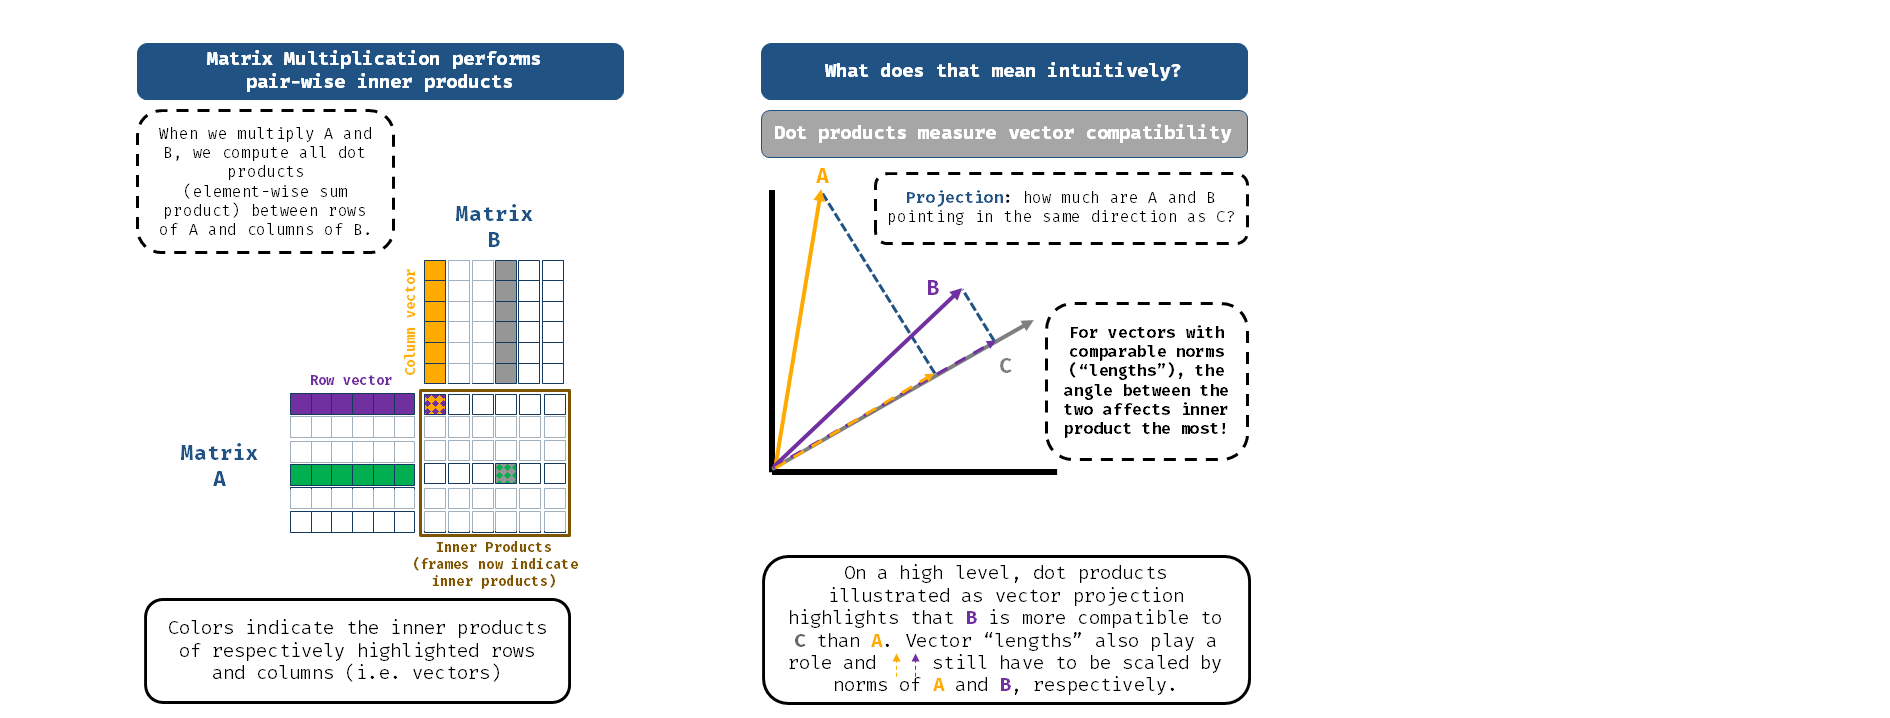 Matrix Multiplication performs
pair-wise inner products
When we multiply A and
B, we compute all dot
products
(element-wise sum
product) between rows
of A and columns of B.
Matrix
B
Column vector
Row vector
Matrix
A
Inner Products
(frames now indicate
inner products)
Colors indicate the inner products
of respectively highlighted rows
and columns (i.e. vectors)
What does that mean intuitively?
Dot products measure vector compatibility
A
Projection: how much are A and B
pointing in the same direction as C?
B
C
For vectors with
comparable norms
(“lengths”), the
angle between the
two affects inner
product the most!
On a high level, dot products
illustrated as vector projection
highlights that B is more compatible to
C than A. Vector “lengths” also play a
role and still have to be scaled by
norms of A and B, respectively.